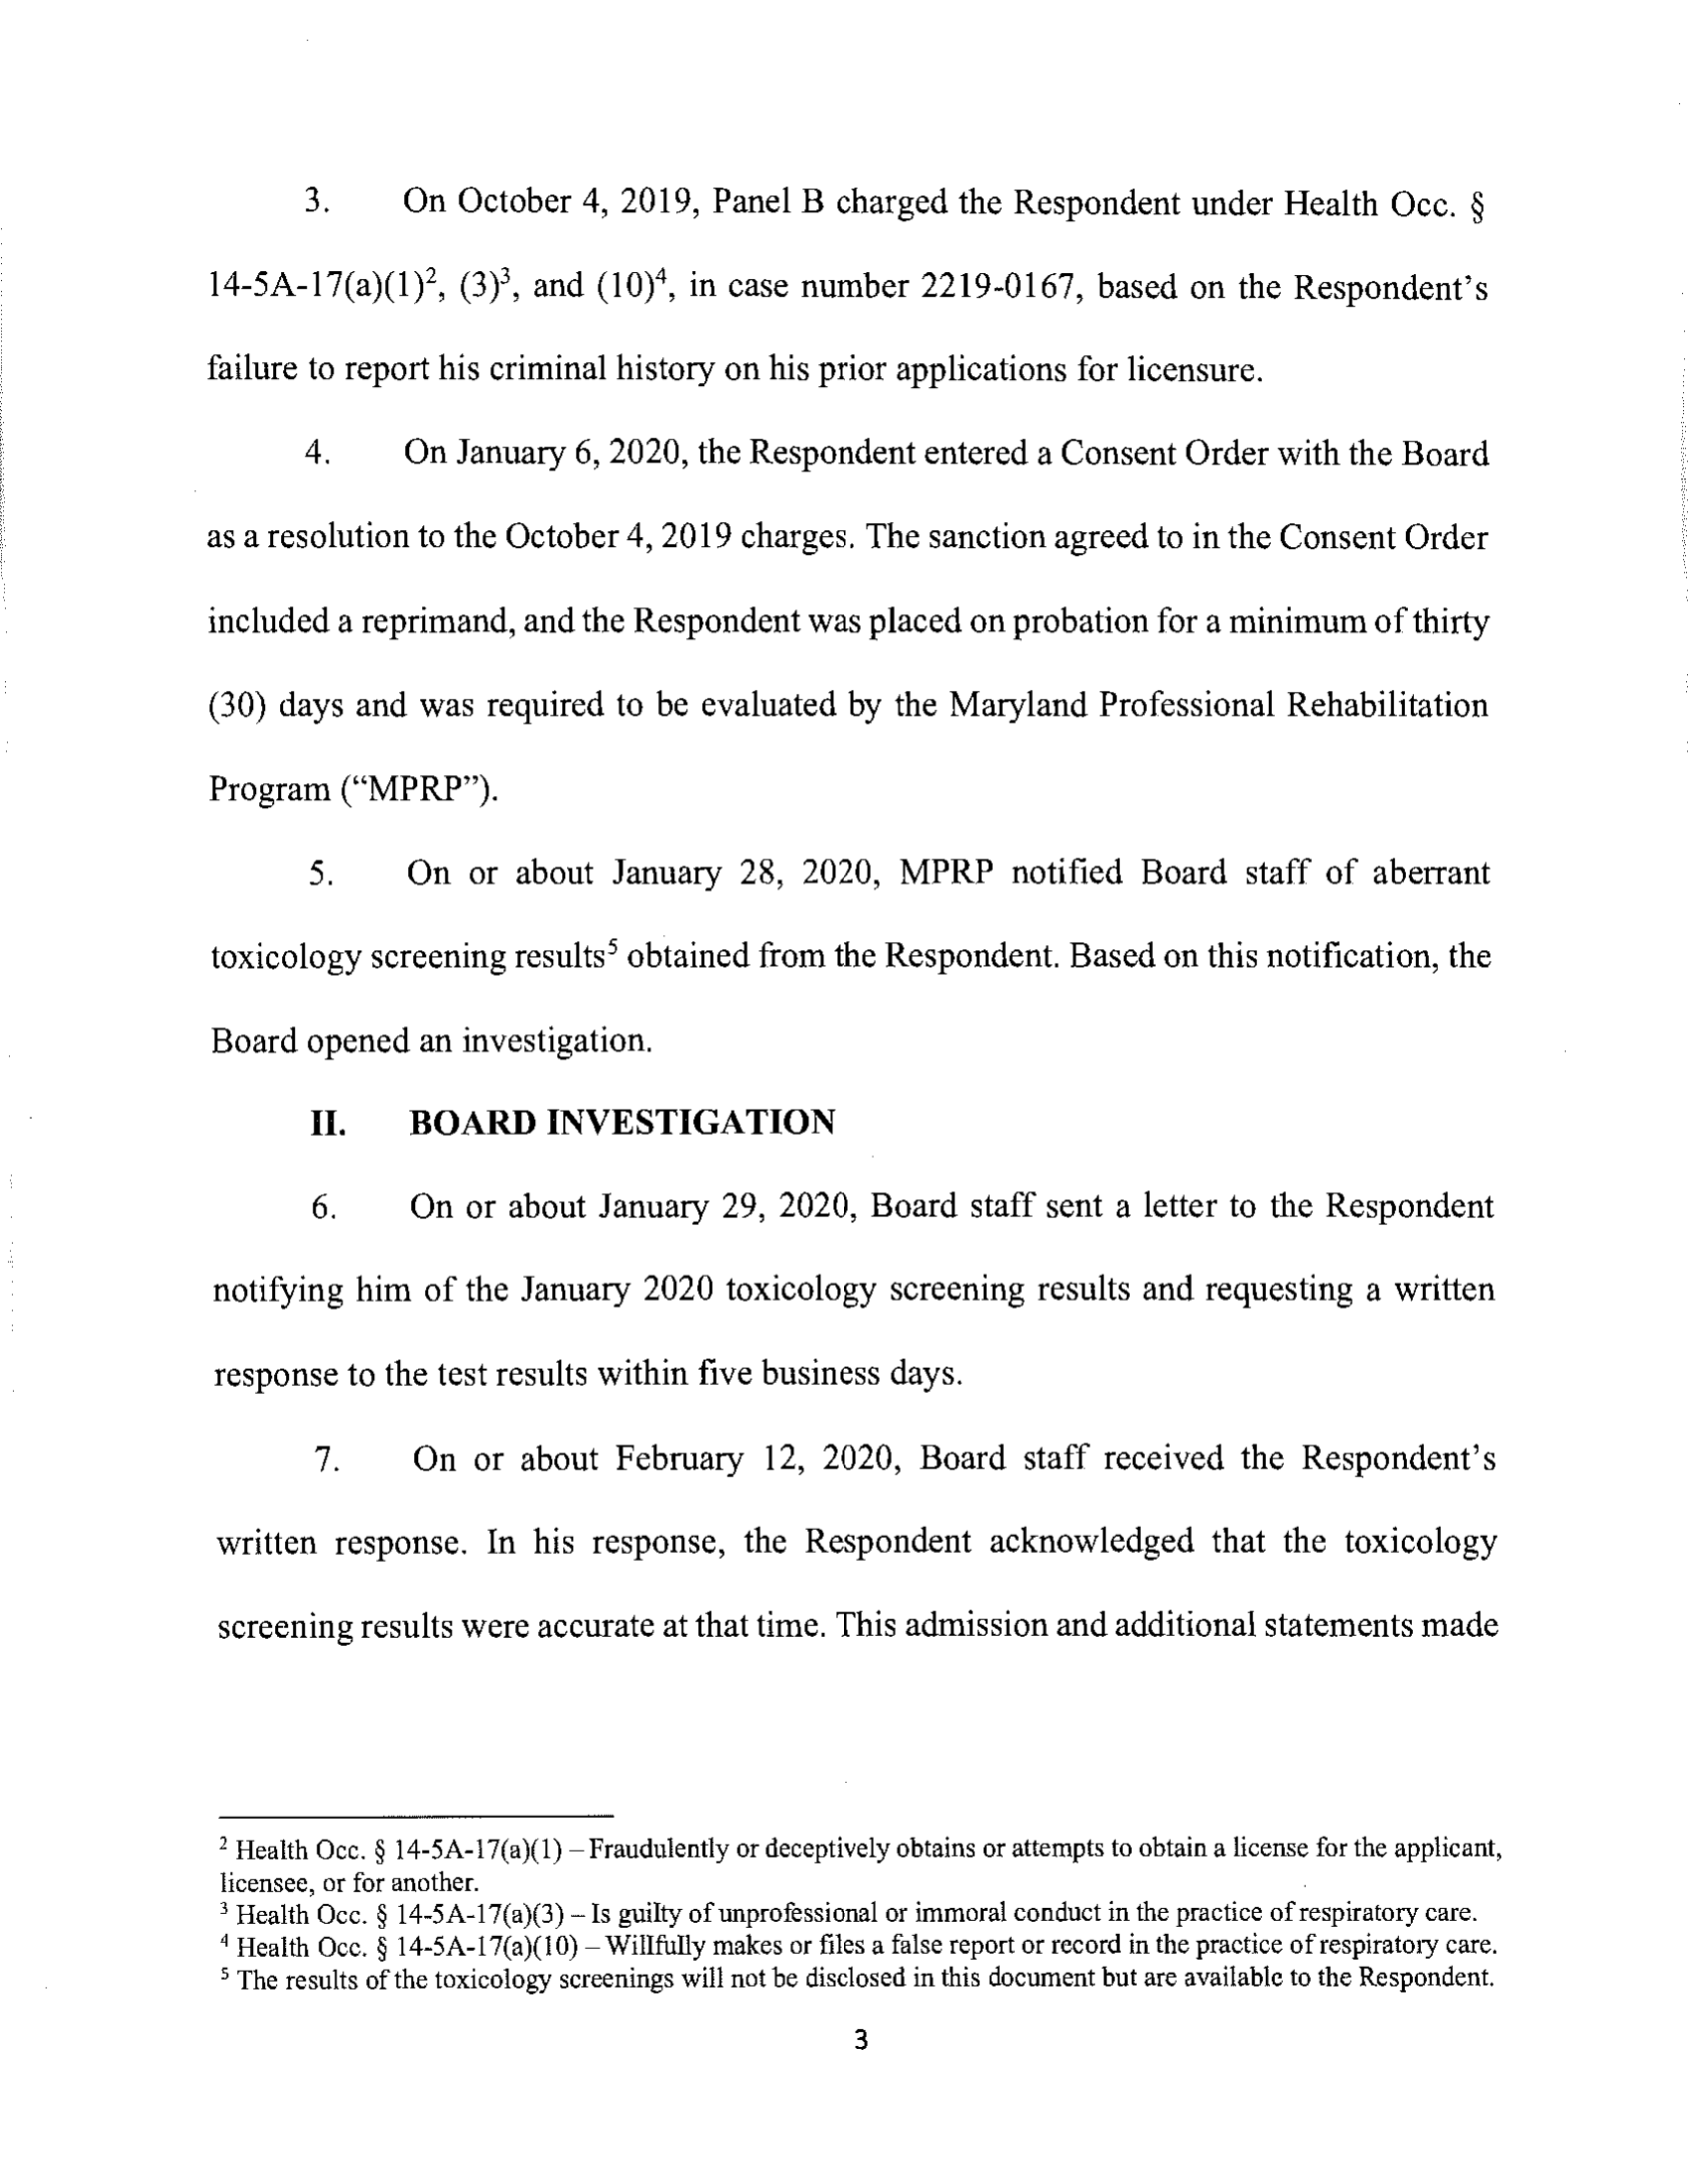 3. On October 4, 2019, Panel B charged the Respondent under Health Occ. §
14-5A-17(a)(1)², (3)³, and (10)⁴, in case number 2219-0167, based on the Respondent's
failure to report his criminal history on his prior applications for licensure.
4. On January 6, 2020, the Respondent entered a Consent Order with the Board
as a resolution to the October 4, 2019 charges. The sanction agreed to in the Consent Order
included a reprimand, and the Respondent was placed on probation for a minimum of thirty
(30) days and was required to be evaluated by the Maryland Professional Rehabilitation
Program (“MPRP”).
5. On or about January 28, 2020, MPRP notified Board staff of aberrant
toxicology screening results⁵ obtained from the Respondent. Based on this notification, the
Board opened an investigation.
II. BOARD INVESTIGATION
6. On or about January 29, 2020, Board staff sent a letter to the Respondent
notifying him of the January 2020 toxicology screening results and requesting a written
response to the test results within five business days.
7. On or about February 12, 2020, Board staff received the Respondent's
written response. In his response, the Respondent acknowledged that the toxicology
screening results were accurate at that time. This admission and additional statements made
² Health Occ. § 14-5A-17(a)(1) – Fraudulently or deceptively obtains or attempts to obtain a license for the applicant,
licensee, or for another.
³ Health Occ. § 14-5A-17(a)(3) – Is guilty of unprofessional or immoral conduct in the practice of respiratory care.
⁴ Health Occ. § 14-5A-17(a)(10) – Willfully makes or files a false report or record in the practice of respiratory care.
⁵ The results of the toxicology screenings will not be disclosed in this document but are available to the Respondent.
3